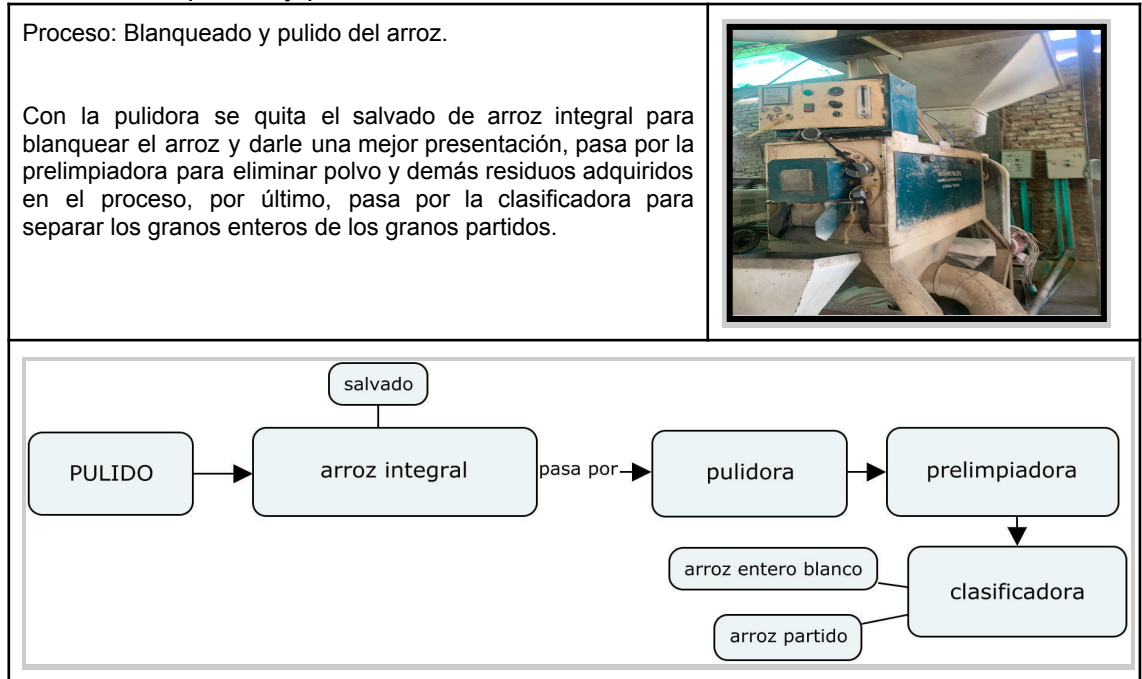 Proceso: Blanqueado y pulido del arroz.
Con la pulidora se quita el salvado de arroz integral para
blanquear el arroz y darle una mejor presentación, pasa por la
prelimpiadora para eliminar polvo y demás residuos adquiridos
en el proceso, por último, pasa por la clasificadora para
separar los granos enteros de los granos partidos.
salvado
PULIDO
arroz integral
pasa por
pulidora
prelimpiadora
arroz entero blanco
clasificadora
arroz partido